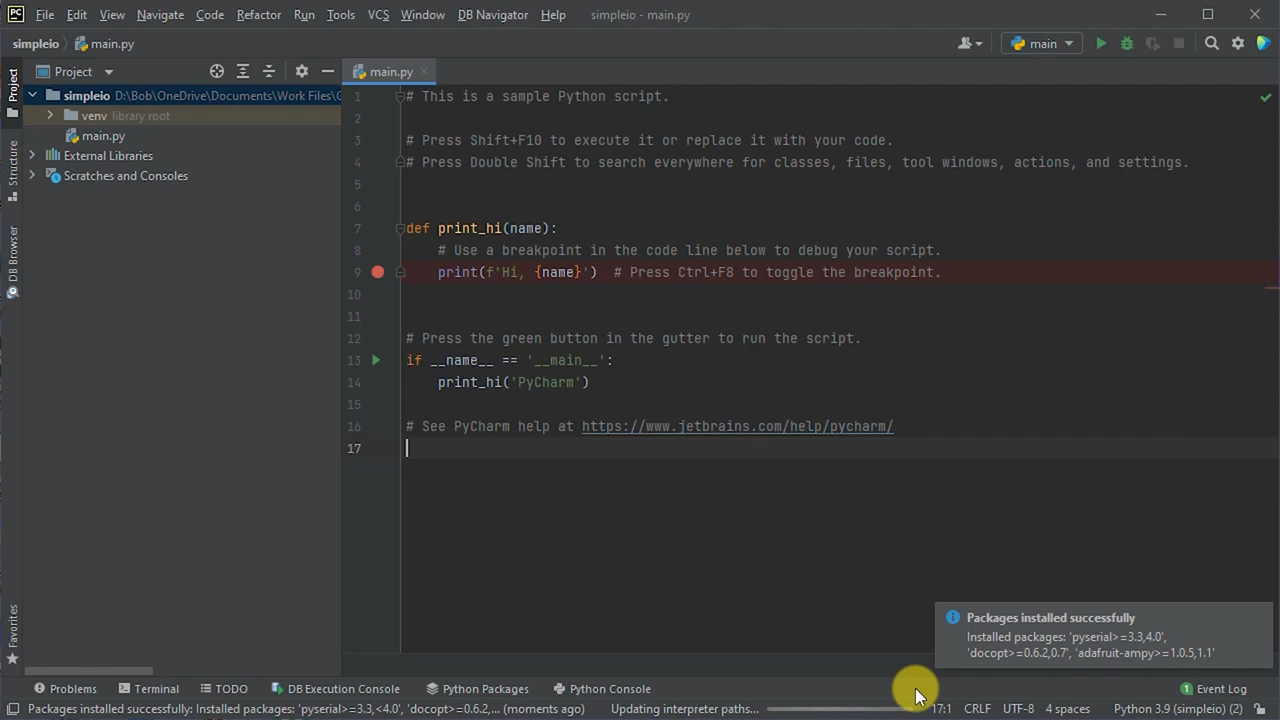 PC File Edit View Navigate Code Refactor Run Tools VCS Window DB Navigator Help simpleio - main.py
simpleio main.py main
Project main.py
simpleio D:\Bob\OneDrive\Documents\Work Files\
venv library root
main.py
External Libraries
Scratches and Consoles
Project
Structure
DB Browser
Favorites
1 # This is a sample Python script.
2
3 # Press Shift+F10 to execute it or replace it with your code.
4 # Press Double Shift to search everywhere for classes, files, tool windows, actions, and settings.
5
6
7 def print_hi(name):
8 # Use a breakpoint in the code line below to debug your script.
9 print(f'Hi, {name}') # Press Ctrl+F8 to toggle the breakpoint.
10
11
12 # Press the green button in the gutter to run the script.
13 if __name__ == '__main__':
14 print_hi('PyCharm')
15
16 # See PyCharm help at https://www.jetbrains.com/help/pycharm/
17
Packages installed successfully
Installed packages: 'pyserial>=3.3,4.0',
'docopt>=0.6.2,0.7', 'adafruit-ampy>=1.0.5,1.1'
Problems Terminal TODO DB Execution Console Python Packages Python Console 1 Event Log
Packages installed successfully: Installed packages: 'pyserial>=3.3,<4.0', 'docopt>=0.6.2,... (moments ago) Updating interpreter paths... 17:1 CRLF UTF-8 4 spaces Python 3.9 (simpleio) (2)